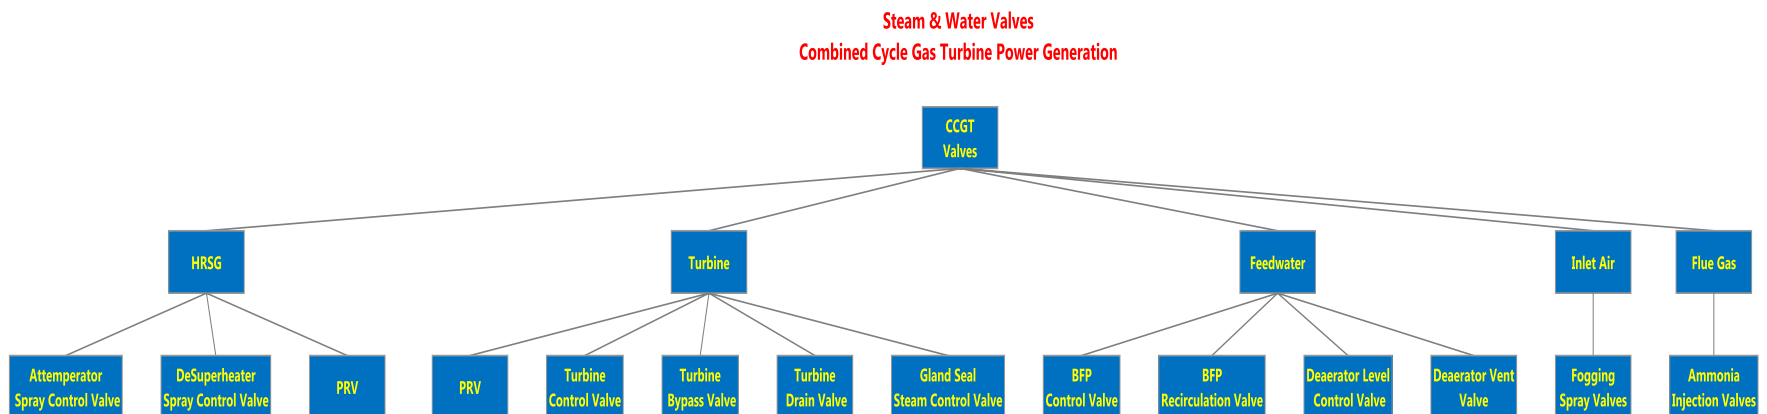 Steam & Water Valves
Combined Cycle Gas Turbine Power Generation
CCGT
Valves
HRSG
Turbine
Feedwater
Inlet Air
Flue Gas
Attemperator
Spray Control Valve
DeSuperheater
Spray Control Valve
PRV
PRV
Turbine
Control Valve
Turbine
Bypass Valve
Turbine
Drain Valve
Gland Seal
Steam Control Valve
BFP
Control Valve
BFP
Recirculation Valve
Deaerator Level
Control Valve
Deaerator Vent
Valve
Fogging
Spray Valves
Ammonia
Injection Valves